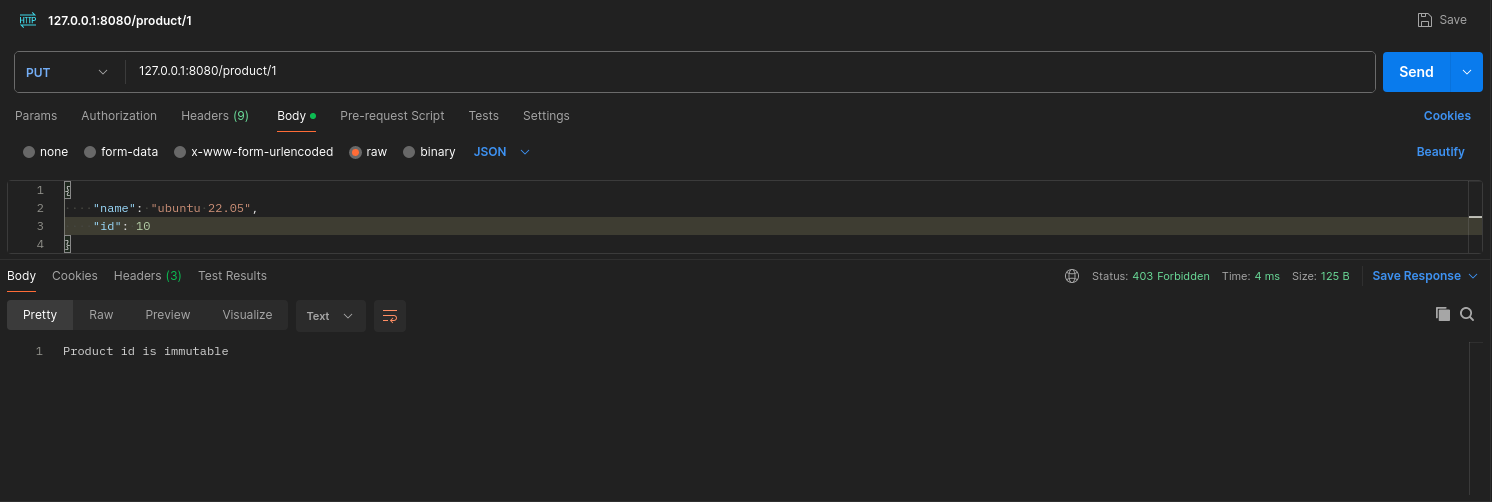 HTTP 127.0.0.1:8080/product/1 Save
PUT 127.0.0.1:8080/product/1 Send
Params Authorization Headers (9) Body Pre-request Script Tests Settings Cookies
none form-data x-www-form-urlencoded raw binary JSON Beautify
1 {
2 "name": "ubuntu 22.05",
3 "id": 10
4 }
Body Cookies Headers (3) Test Results Status: 403 Forbidden Time: 4 ms Size: 125 B Save Response
Pretty Raw Preview Visualize Text
1 Product id is immutable